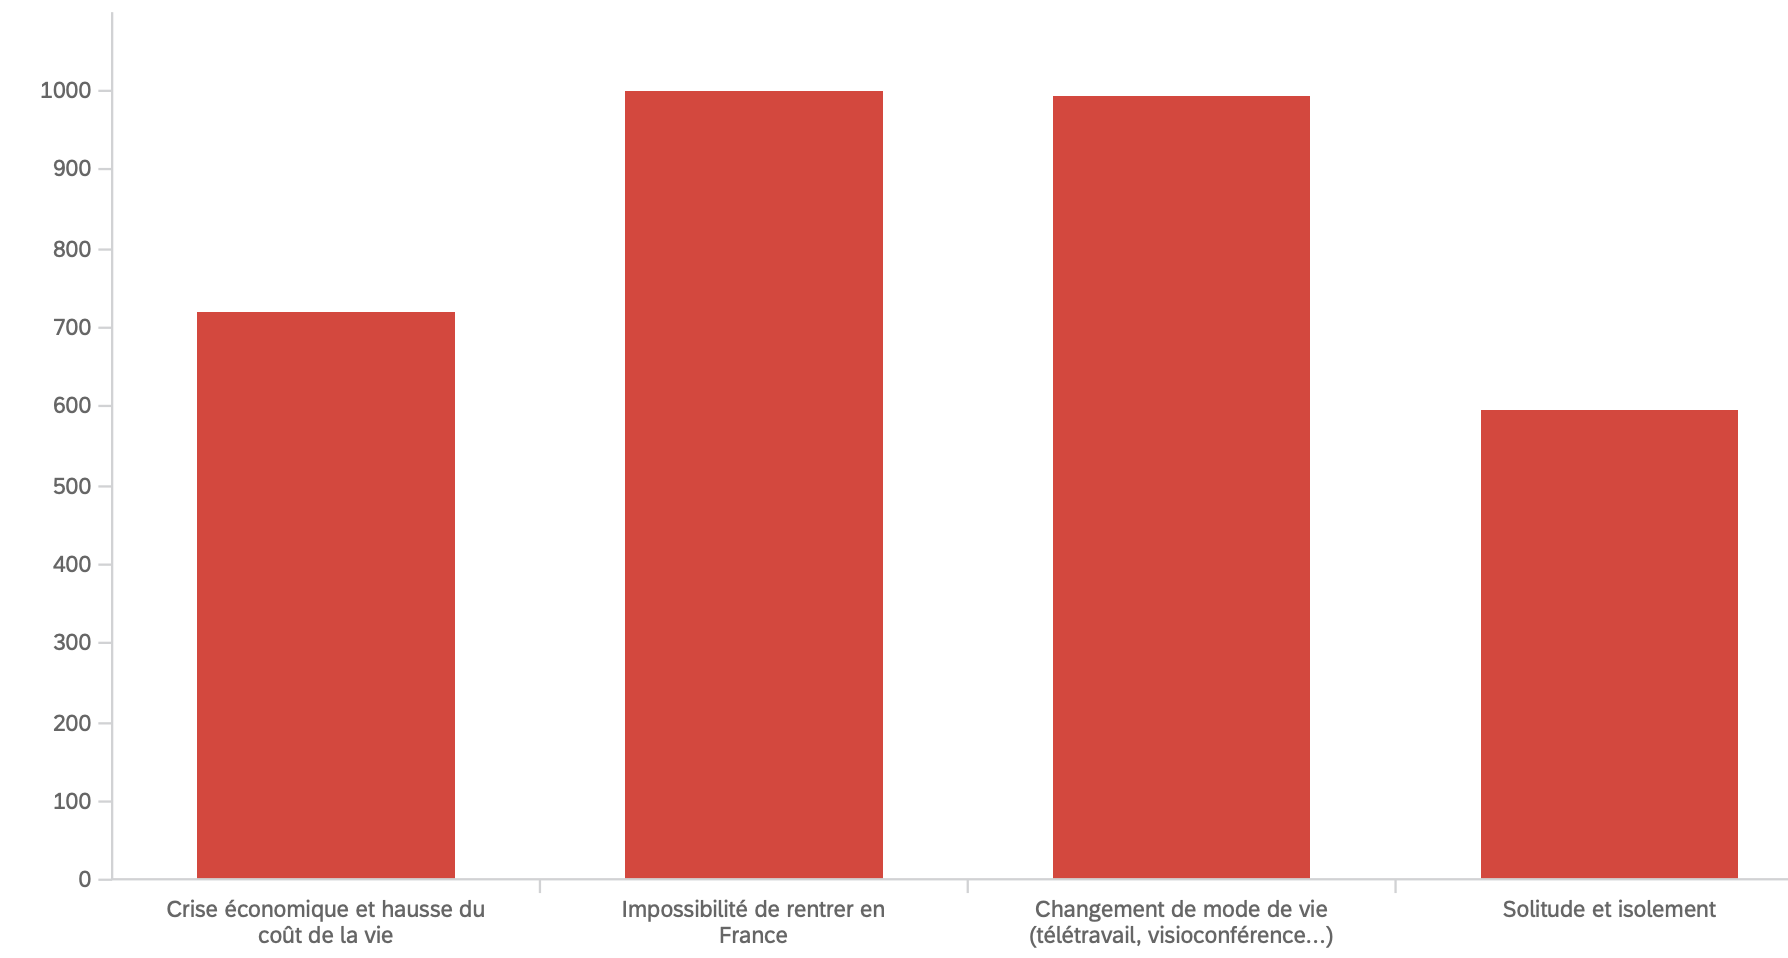 1000
900
800
700
600
500
400
300
200
100
0
Crise économique et hausse du
coût de la vie
Impossibilité de rentrer en
France
Changement de mode de vie
(télétravail, visioconférence...)
Solitude et isolement